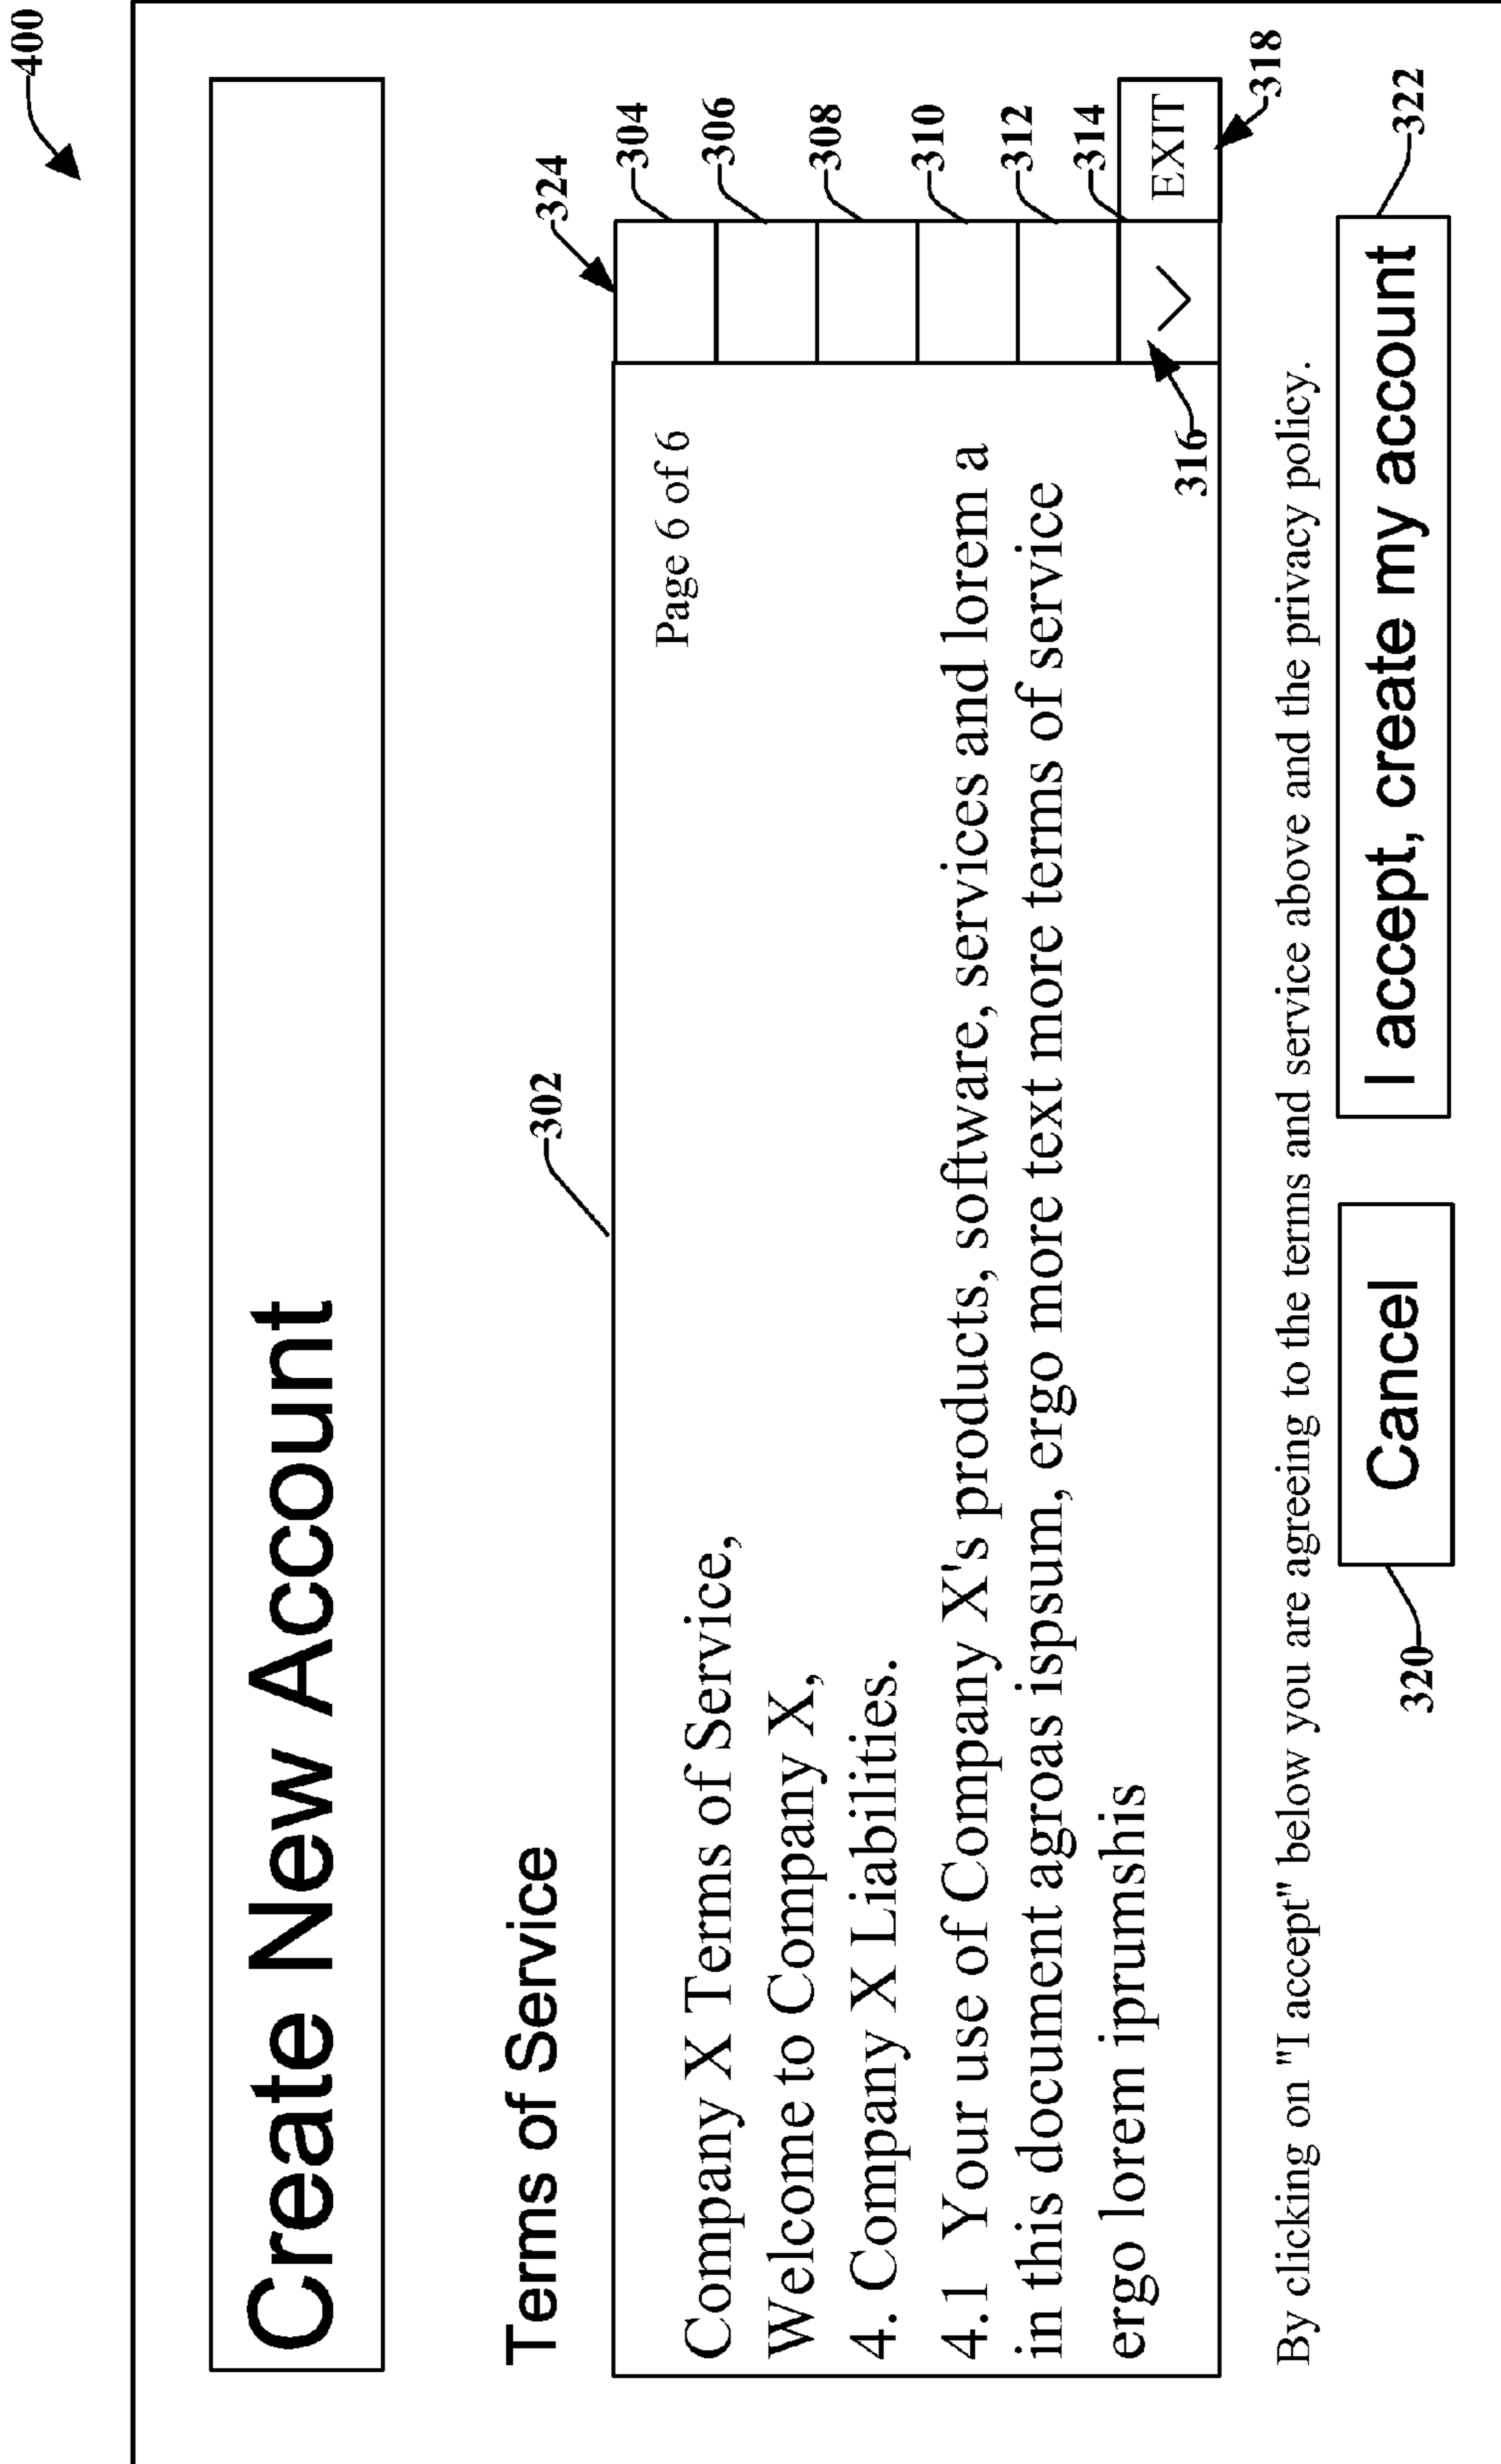 400
Create New Account
Terms of Service
302
324
304
306
308
310
312
314
Page 6 of 6
Company X Terms of Service,
Welcome to Company X,
4. Company X Liabilities.
4.1 Your use of Company X's products, software, services and lorem a
in this document agroas ispsum, ergo more text more terms of service
ergo lorem iprumshis
316
EXIT
318
By clicking on "I accept" below you are agreeing to the terms and service above and the privacy policy.
320
Cancel
I accept, create my account
322